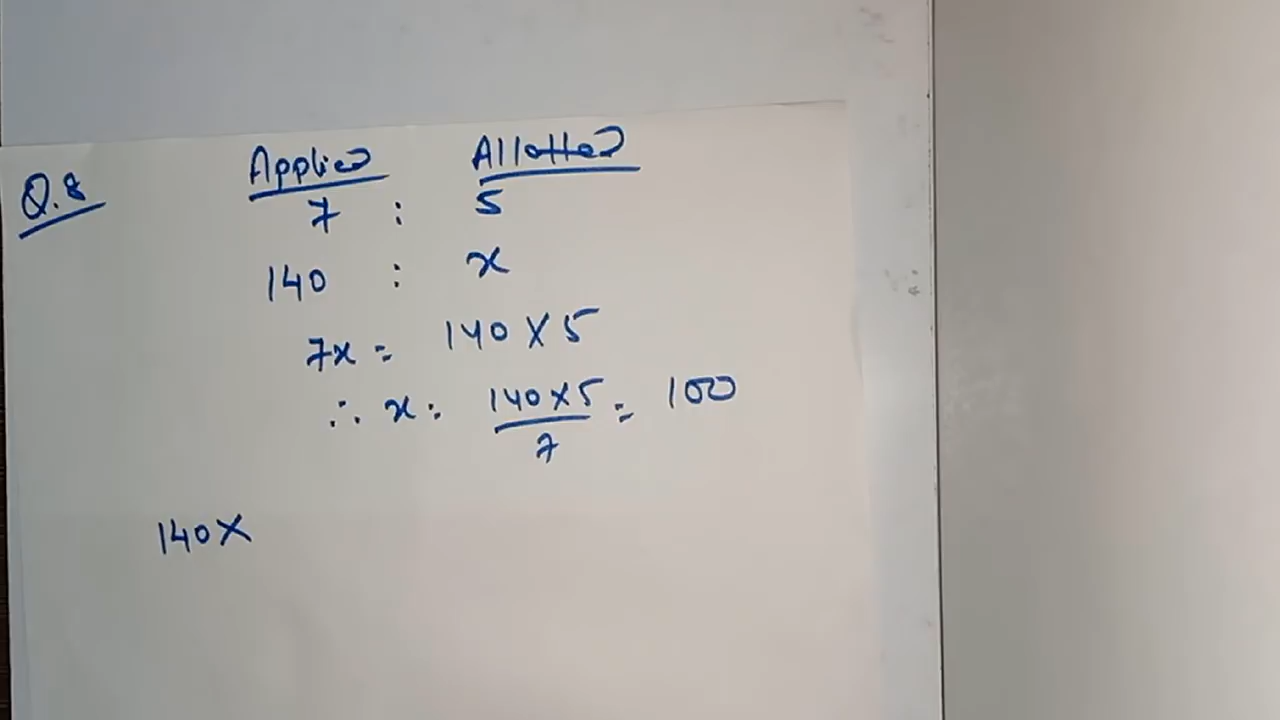 Q.8
Applied Allotted
7 : 5
140 : x
7x = 140 X 5
∴ x = 140 X 5 / 7 = 100
140 X